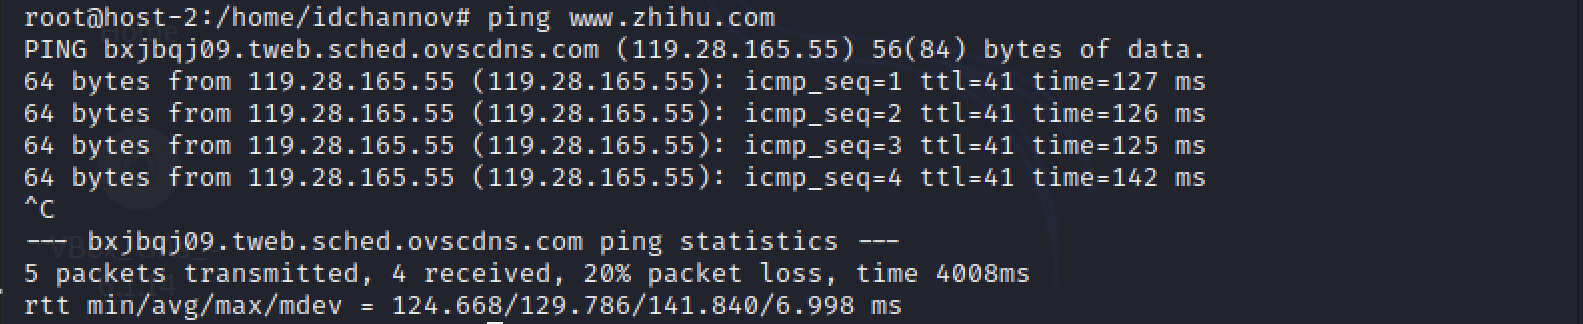 root@host-2:/home/idchannov# ping www.zhihu.com
PING bxjbqj09.tweb.sched.ovscdns.com (119.28.165.55) 56(84) bytes of data.
64 bytes from 119.28.165.55 (119.28.165.55): icmp_seq=1 ttl=41 time=127 ms
64 bytes from 119.28.165.55 (119.28.165.55): icmp_seq=2 ttl=41 time=126 ms
64 bytes from 119.28.165.55 (119.28.165.55): icmp_seq=3 ttl=41 time=125 ms
64 bytes from 119.28.165.55 (119.28.165.55): icmp_seq=4 ttl=41 time=142 ms
^C
--- bxjbqj09.tweb.sched.ovscdns.com ping statistics ---
5 packets transmitted, 4 received, 20% packet loss, time 4008ms
rtt min/avg/max/mdev = 124.668/129.786/141.840/6.998 ms